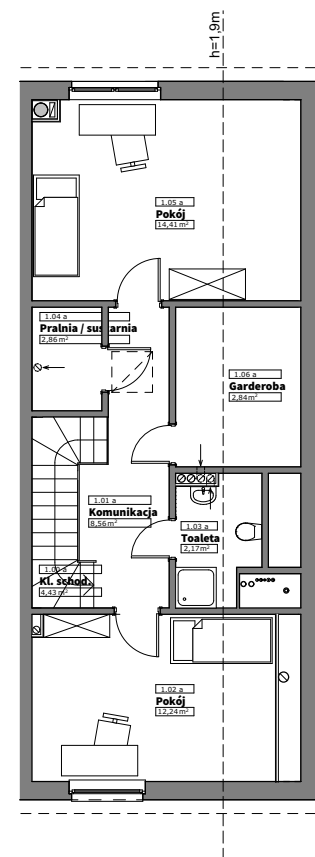 h=1,9m
1.05 a
Pokój
14,41 m²
1.04 a
Pralnia / suszarnia
2,86 m²
1.06 a
Garderoba
2,84 m²
1.01 a
Komunikacja
8,56 m²
1.03 a
Toaleta
2,17 m²
1.00 a
Kl. schod.
4,43 m²
1.02 a
Pokój
12,24 m²